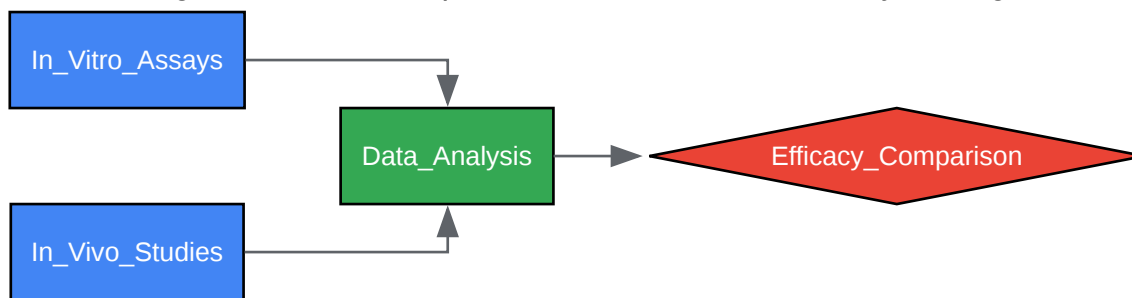 In_Vitro_Assays
Data_Analysis
Efficacy_Comparison
In_Vivo_Studies